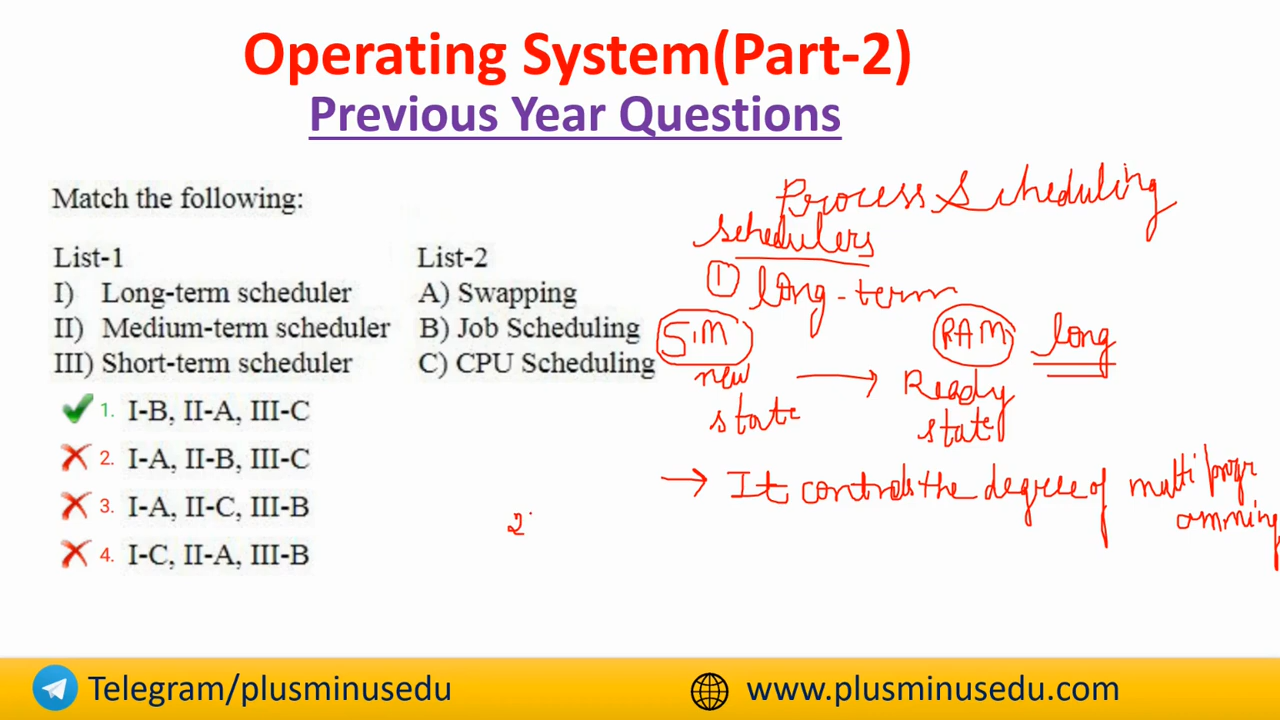 Operating System(Part-2)
Previous Year Questions
Match the following:
List-1 List-2
I) Long-term scheduler A) Swapping
II) Medium-term scheduler B) Job Scheduling
III) Short-term scheduler C) CPU Scheduling
1. I-B, II-A, III-C
2. I-A, II-B, III-C
3. I-A, II-C, III-B
4. I-C, II-A, III-B
Process Scheduling
schedulers
1 long-term
S.M RAM long
new Ready
state state
→ It controls the degree of multiprogr
amming
2
Telegram/plusminusedu
www.plusminusedu.com